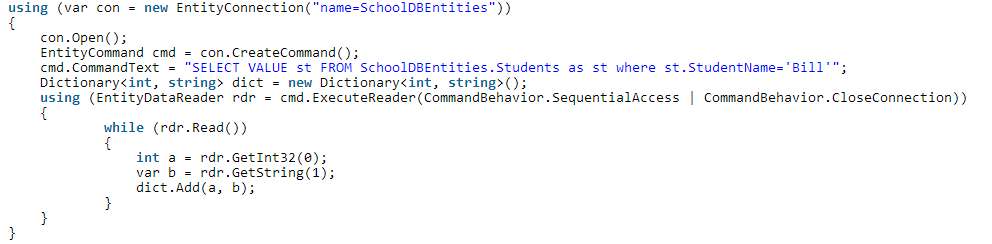 using (var con = new EntityConnection("name=SchoolDBEntities"))
{
    con.Open();
    EntityCommand cmd = con.CreateCommand();
    cmd.CommandText = "SELECT VALUE st FROM SchoolDBEntities.Students as st where st.StudentName='Bill'";
    Dictionary<int, string> dict = new Dictionary<int, string>();
    using (EntityDataReader rdr = cmd.ExecuteReader(CommandBehavior.SequentialAccess | CommandBehavior.CloseConnection))
    {
            while (rdr.Read())
            {
                int a = rdr.GetInt32(0);
                var b = rdr.GetString(1);
                dict.Add(a, b);
            }
    }
}